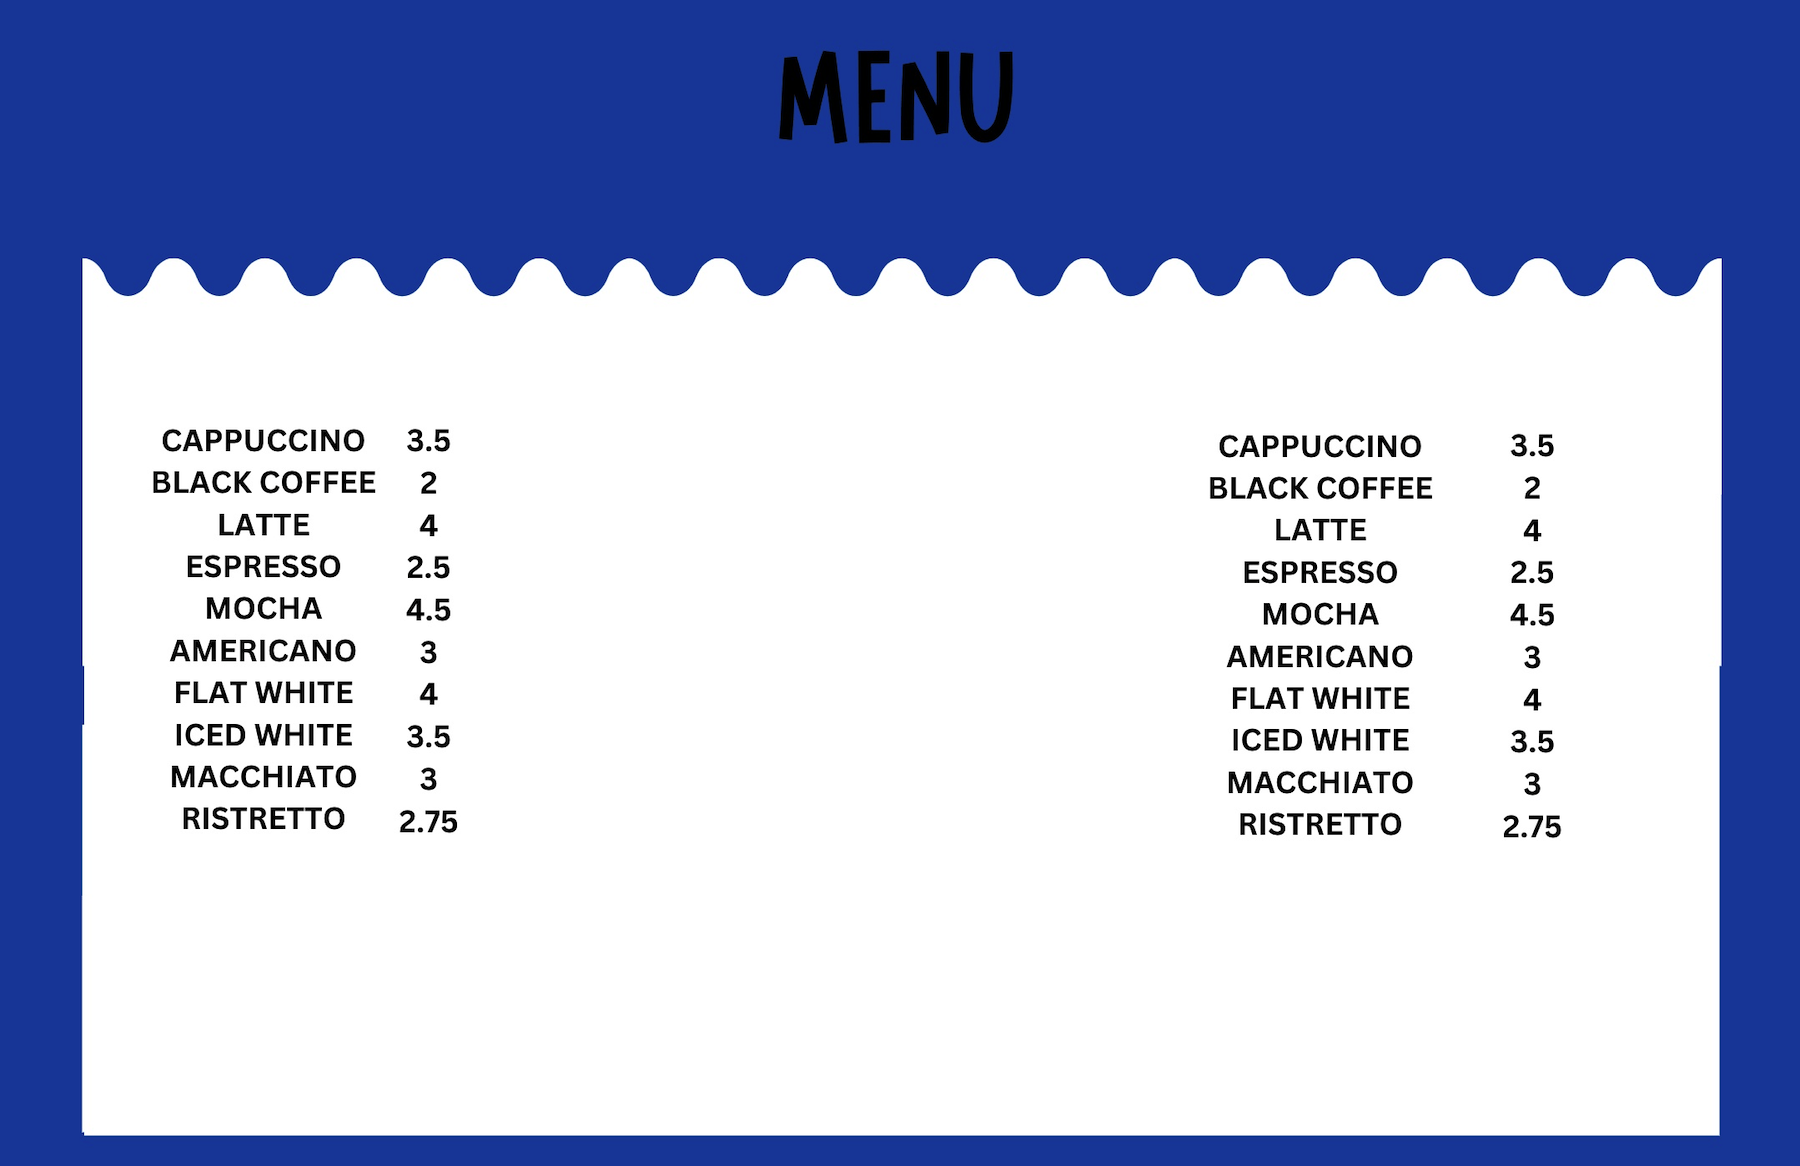 MENU
CAPPUCCINO 3.5
BLACK COFFEE 2
LATTE 4
ESPRESSO 2.5
MOCHA 4.5
AMERICANO 3
FLAT WHITE 4
ICED WHITE 3.5
MACCHIATO 3
RISTRETTO 2.75
CAPPUCCINO 3.5
BLACK COFFEE 2
LATTE 4
ESPRESSO 2.5
MOCHA 4.5
AMERICANO 3
FLAT WHITE 4
ICED WHITE 3.5
MACCHIATO 3
RISTRETTO 2.75